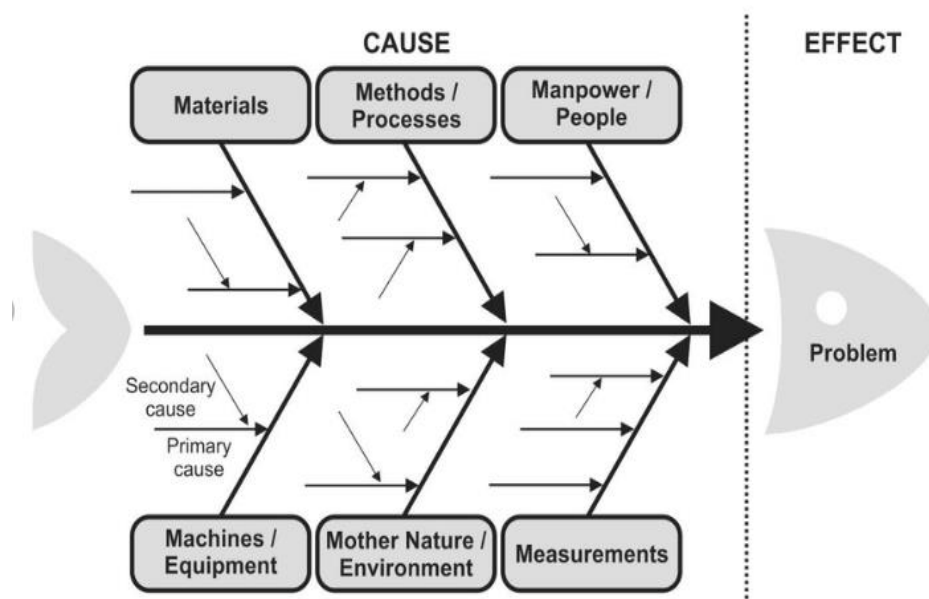 CAUSE
EFFECT
Materials
Methods /
Processes
Manpower /
People
Secondary
cause
Primary
cause
Problem
Machines /
Equipment
Mother Nature /
Environment
Measurements